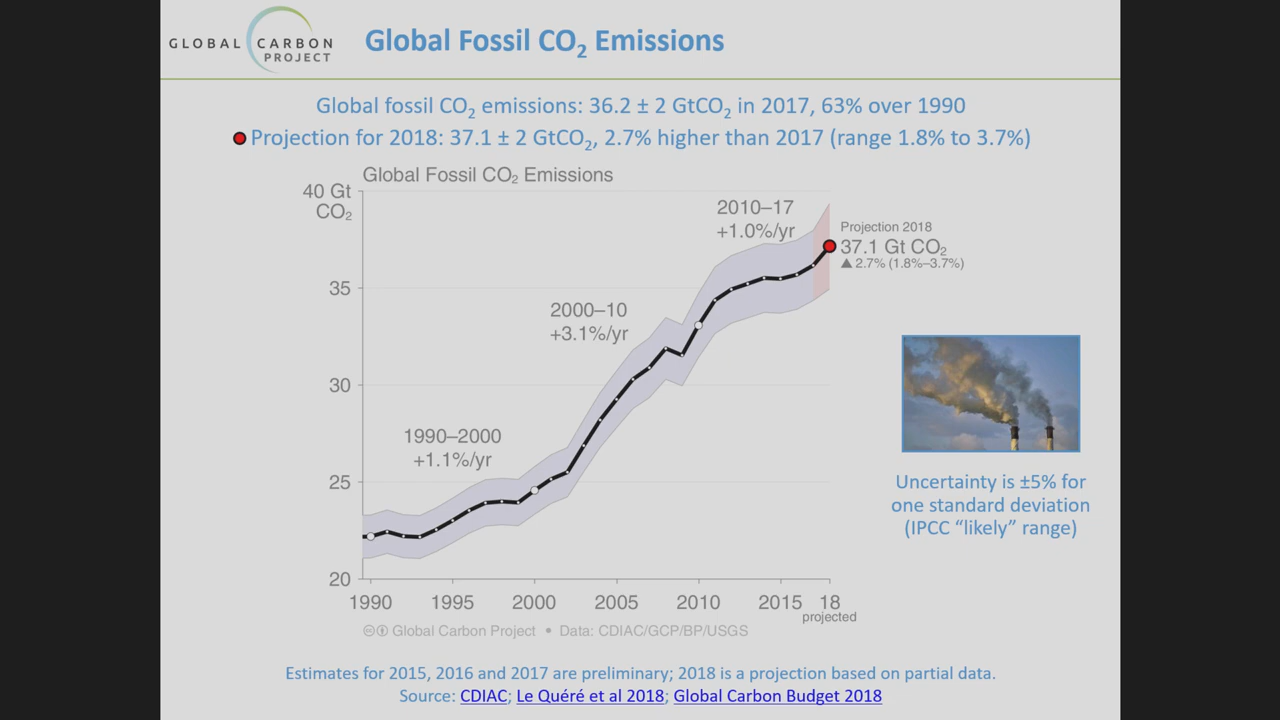 GLOBAL CARBON
PROJECT
Global Fossil CO₂ Emissions
Global fossil CO₂ emissions: 36.2 ± 2 GtCO₂ in 2017, 63% over 1990
Projection for 2018: 37.1 ± 2 GtCO₂, 2.7% higher than 2017 (range 1.8% to 3.7%)
Global Fossil CO₂ Emissions
40 Gt
CO₂
35
30
25
20
1990–2000
+1.1%/yr
2000–10
+3.1%/yr
2010–17
+1.0%/yr
Projection 2018
37.1 Gt CO₂
▲ 2.7% (1.8%–3.7%)
1990 1995 2000 2005 2010 2015 18
projected
Global Carbon Project • Data: CDIAC/GCP/BP/USGS
Uncertainty is ±5% for
one standard deviation
(IPCC “likely” range)
Estimates for 2015, 2016 and 2017 are preliminary; 2018 is a projection based on partial data.
Source: CDIAC; Le Quéré et al 2018; Global Carbon Budget 2018